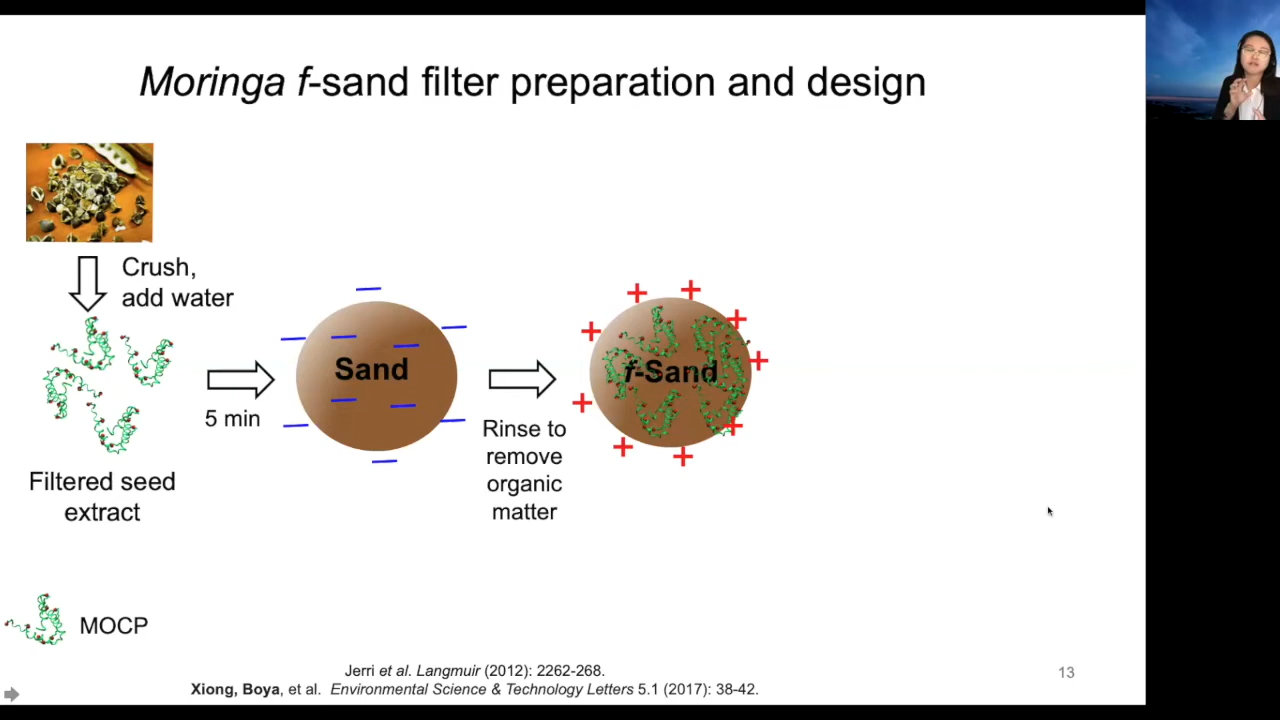 Moringa f-sand filter preparation and design
Crush,
add water
5 min
Filtered seed
extract
Sand
Rinse to
remove
organic
matter
f-Sand
MOCP
Jerri et al. Langmuir (2012): 2262-268.
Xiong, Boya, et al. Environmental Science & Technology Letters 5.1 (2017): 38-42.
13